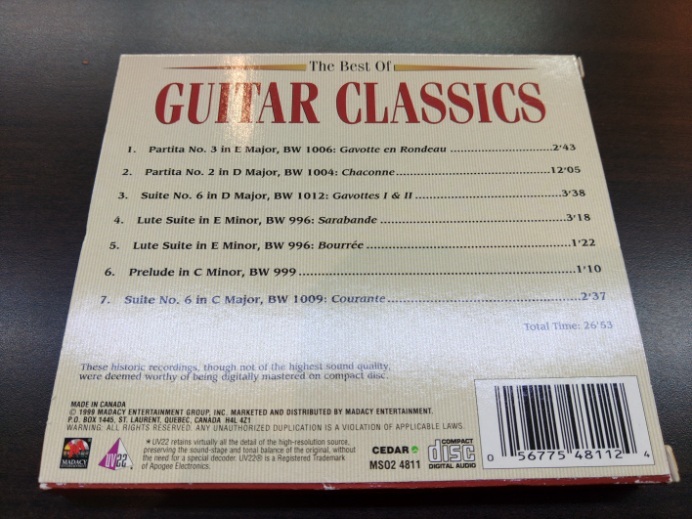 The Best Of
GUITAR CLASSICS
1. Partita No. 3 in E Major, BW 1006: Gavotte en Rondeau ........................2'43
2. Partita No. 2 in D Major, BW 1004: Chaconne ........................12'05
3. Suite No. 6 in D Major, BW 1012: Gavottes I & II ........................3'38
4. Lute Suite in E Minor, BW 996: Sarabande ........................3'18
5. Lute Suite in E Minor, BW 996: Bourrée ........................1'22
6. Prelude in C Minor, BW 999 ........................1'10
7. Suite No. 6 in C Major, BW 1009: Courante ........................2'37
Total Time: 26'53
These historic recordings, though not of the highest sound quality,
were deemed worthy of being digitally mastered on compact disc.
MADE IN CANADA
© 1999 MADACY ENTERTAINMENT GROUP, INC. MARKETED AND DISTRIBUTED BY MADACY ENTERTAINMENT.
P.O. BOX 1445, ST. LAURENT, QUEBEC, CANADA H4L 4Z1
WARNING: ALL RIGHTS RESERVED. ANY UNAUTHORIZED DUPLICATION IS A VIOLATION OF APPLICABLE LAWS.
MADACY
UV22
* UV22 retains virtually all the detail of the high-resolution source,
preserving the sound-stage and tonal balance of the original, without
the need for a special decoder. UV22® is a Registered Trademark
of Apogee Electronics.
CEDAR
MS02 4811
COMPACT
disc
DIGITAL AUDIO
0 56775 48112 4